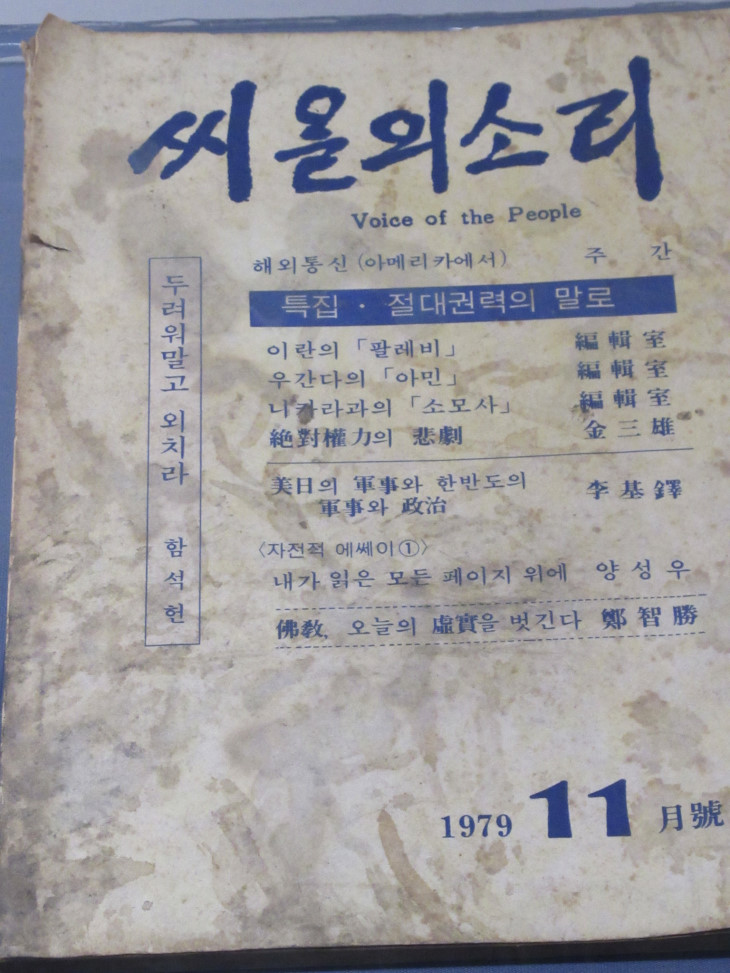 씨올의소리
Voice of the People
해외통신 (아메리카에서) 주 간
특집 · 절대권력의 말로
이란의 「팔레비」 編輯室
우간다의 「아민」 編輯室
니카라과의 「소모사」 編輯室
絶對權力의 悲劇 金三雄
美日의 軍事와 한반도의
軍事와 政治 李基鐸
〈자전적 에쎄이①〉
내가 읽은 모든 페이지 위에 양성우
佛敎, 오늘의 虛實을 벗긴다 鄭智勝
두려워말고 외치라 함석헌
1979 11 月號